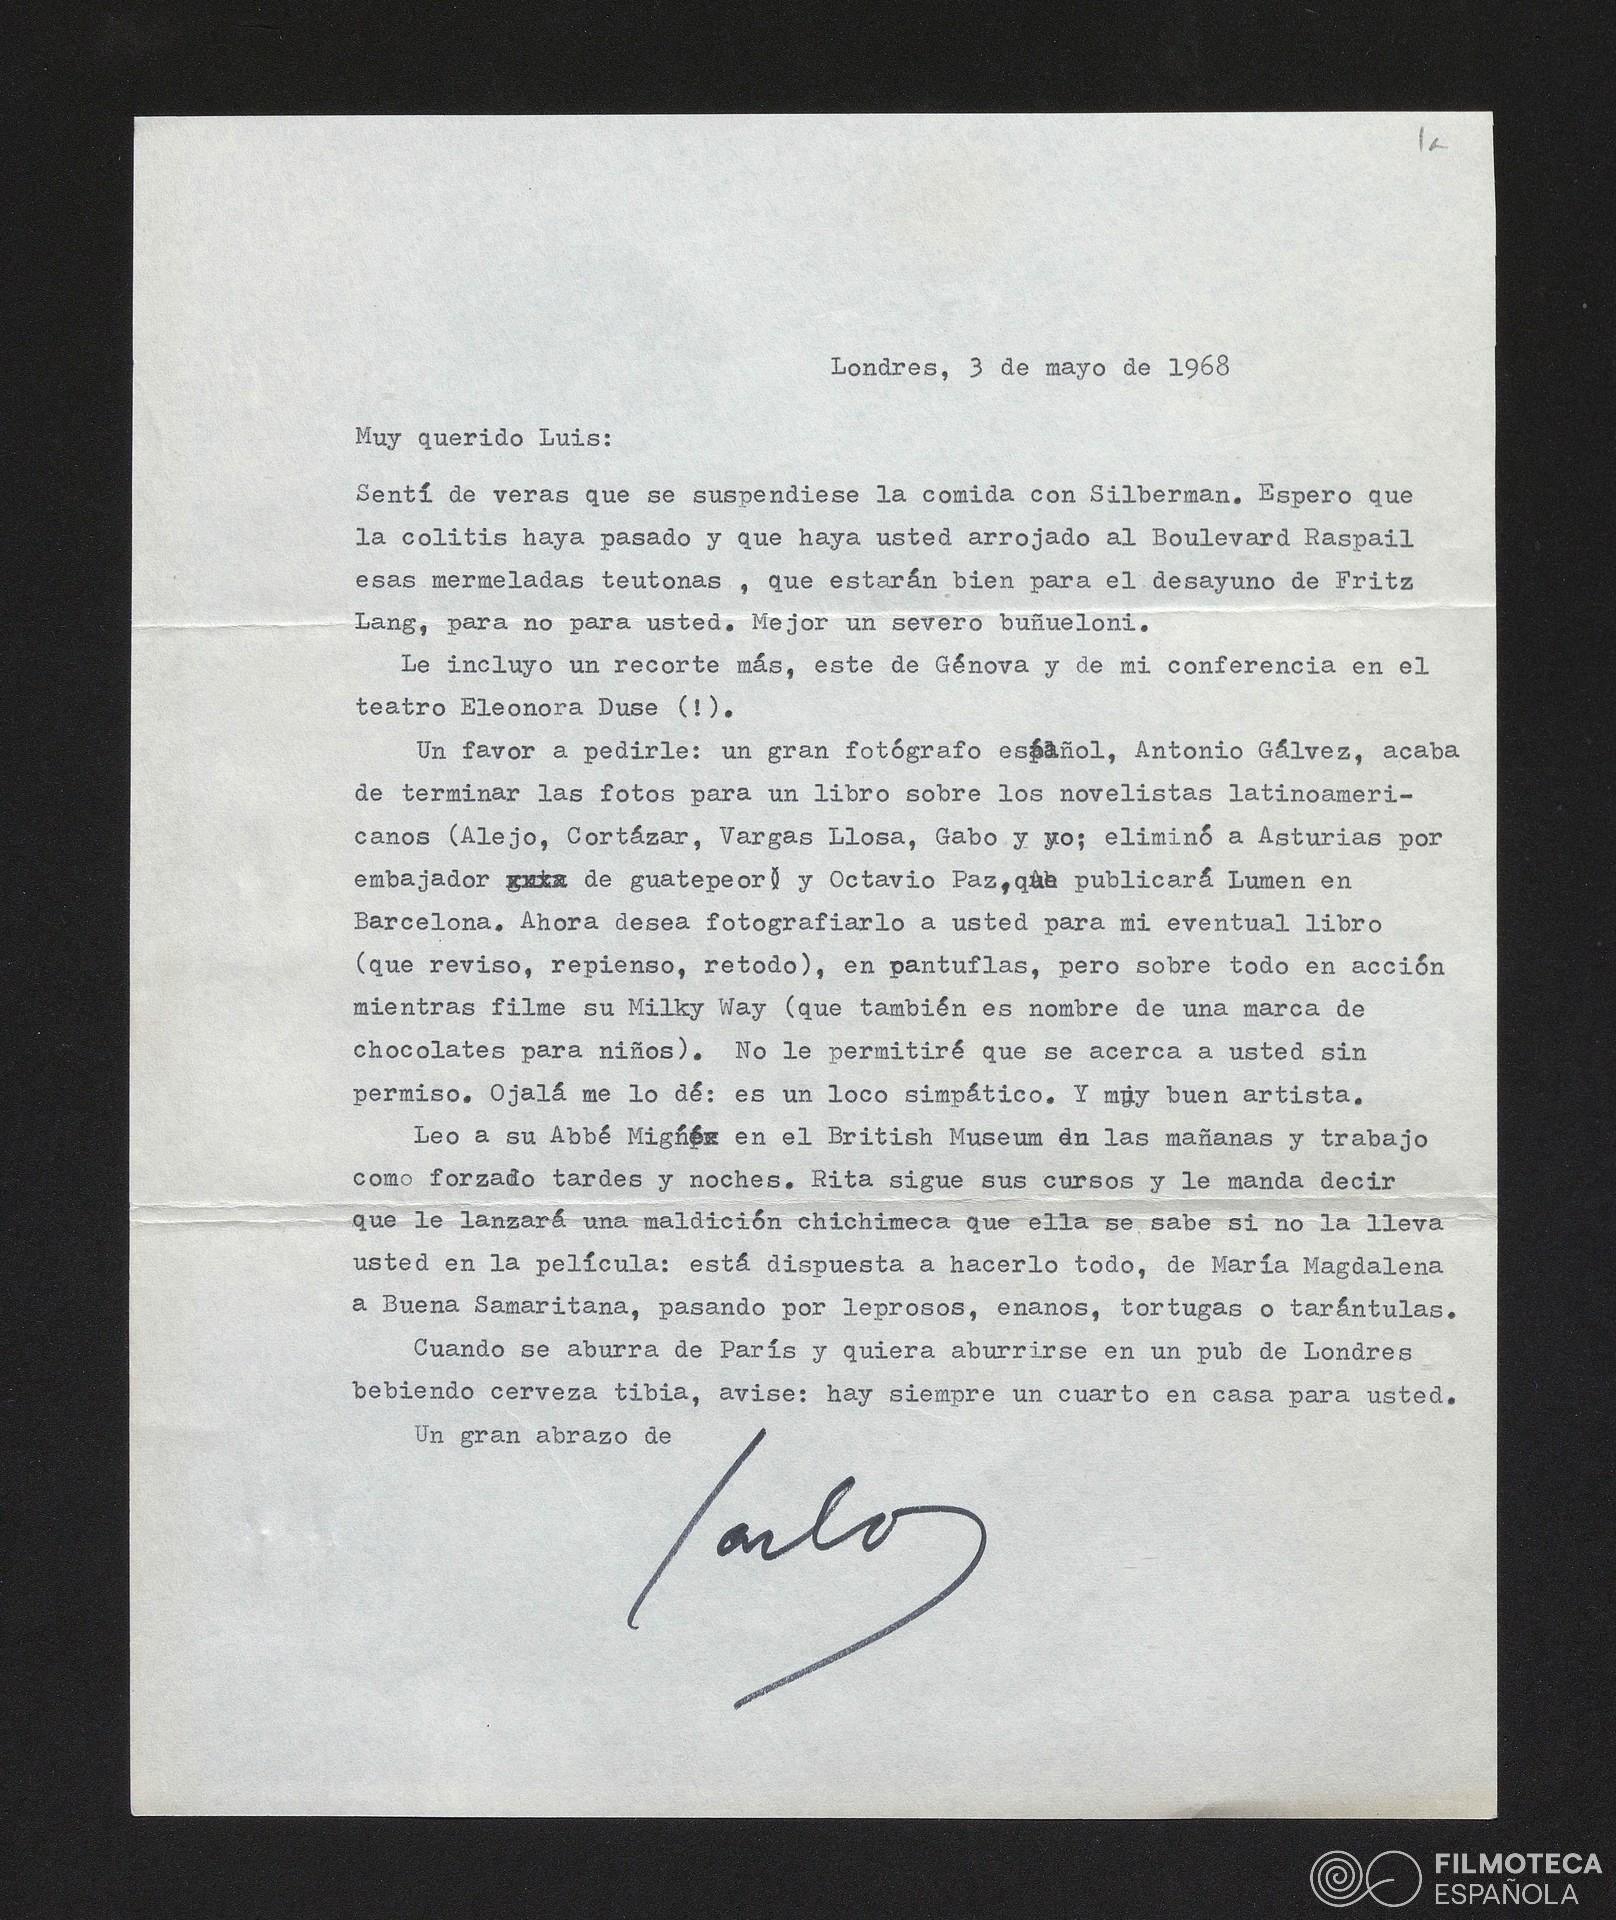 Londres, 3 de mayo de 1968
Muy querido Luis:
Sentí de veras que se suspendiese la comida con Silberman. Espero que
la colitis haya pasado y que haya usted arrojado al Boulevard Raspail
esas mermeladas teutonas , que estarán bien para el desayuno de Fritz
Lang, para no para usted. Mejor un severo buñueloni.
Le incluyo un recorte más, este de Génova y de mi conferencia en el
teatro Eleonora Duse (!).
Un favor a pedirle: un gran fotógrafo español, Antonio Gálvez, acaba
de terminar las fotos para un libro sobre los novelistas latinoameri-
canos (Alejo, Cortázar, Vargas Llosa, Gabo y yo; eliminó a Asturias por
embajador de guatepeor) y Octavio Paz, que publicará Lumen en
Barcelona. Ahora desea fotografiarlo a usted para mi eventual libro
(que reviso, repienso, retodo), en pantuflas, pero sobre todo en acción
mientras filme su Milky Way (que también es nombre de una marca de
chocolates para niños). No le permitiré que se acerca a usted sin
permiso. Ojalá me lo dé: es un loco simpático. Y muy buen artista.
Leo a su Abbé en el British Museum en las mañanas y trabajo
como forzado tardes y noches. Rita sigue sus cursos y le manda decir
que le lanzará una maldición chichimeca que ella se sabe si no la lleva
usted en la película: está dispuesta a hacerlo todo, de María Magdalena
a Buena Samaritana, pasando por leprosos, enanos, tortugas o tarántulas.
Cuando se aburra de París y quiera aburrirse en un pub de Londres
bebiendo cerveza tibia, avise: hay siempre un cuarto en casa para usted.
Un gran abrazo de
Carlos
FILMOTECA
ESPAÑOLA